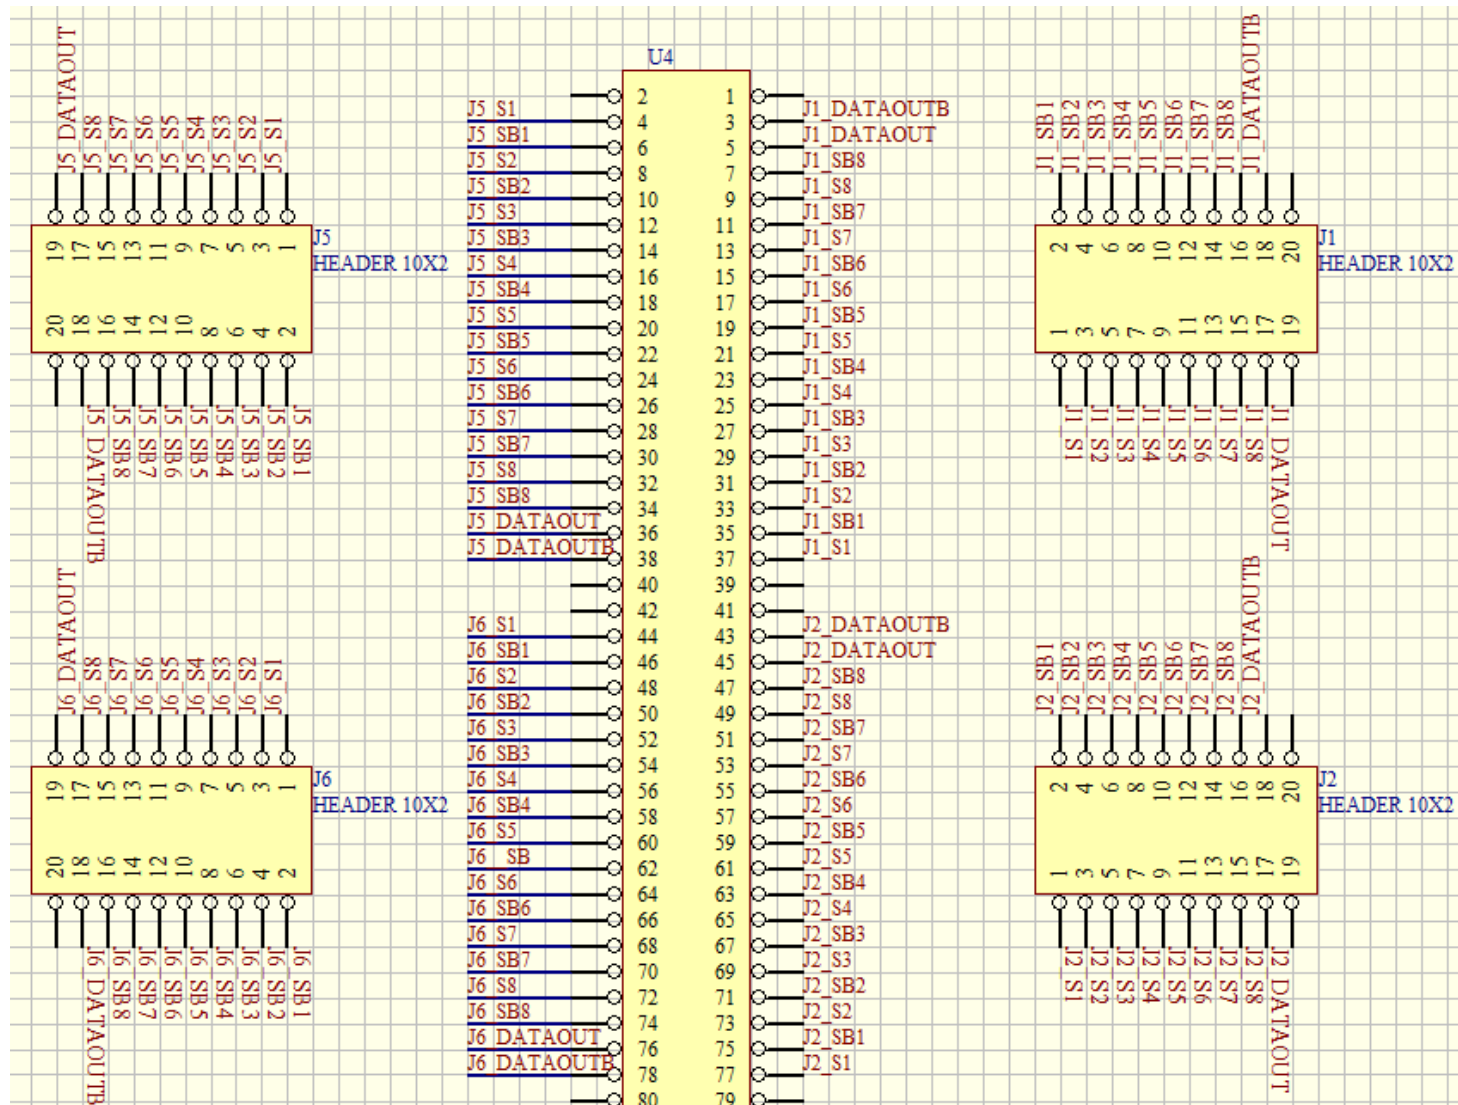 U4
J5_DATAOUT
J5_S8
J5_S7
J5_S6
J5_S5
J5_S4
J5_S3
J5_S2
J5_S1
19 17 15 13 11 9 7 5 3 1
20 18 16 14 12 10 8 6 4 2
J5
HEADER 10X2
J5_DATAOUTB
J5_SB8
J5_SB7
J5_SB6
J5_SB5
J5_SB4
J5_SB3
J5_SB2
J5_SB1
J6_DATAOUT
J6_S8
J6_S7
J6_S6
J6_S5
J6_S4
J6_S3
J6_S2
J6_S1
19 17 15 13 11 9 7 5 3 1
20 18 16 14 12 10 8 6 4 2
J6
HEADER 10X2
J6_DATAOUTB
J6_SB8
J6_SB7
J6_SB6
J6_SB5
J6_SB4
J6_SB3
J6_SB2
J6_SB1
2 1
J5_S1 4 3 J1_DATAOUTB
J5_SB1 6 5 J1_DATAOUT
J5_S2 8 7 J1_SB8
J5_SB2 10 9 J1_S8
J5_S3 12 11 J1_SB7
J5_SB3 14 13 J1_S7
J5_S4 16 15 J1_SB6
J5_SB4 18 17 J1_S6
J5_S5 20 19 J1_SB5
J5_SB5 22 21 J1_S5
J5_S6 24 23 J1_SB4
J5_SB6 26 25 J1_S4
J5_S7 28 27 J1_SB3
J5_SB7 30 29 J1_S3
J5_S8 32 31 J1_SB2
J5_SB8 34 33 J1_S2
J5_DATAOUT 36 35 J1_SB1
J5_DATAOUTB 38 37 J1_S1
40 39
42 41
J6_S1 44 43 J2_DATAOUTB
J6_SB1 46 45 J2_DATAOUT
J6_S2 48 47 J2_SB8
J6_SB2 50 49 J2_S8
J6_S3 52 51 J2_SB7
J6_SB3 54 53 J2_S7
J6_S4 56 55 J2_SB6
J6_SB4 58 57 J2_S6
J6_S5 60 59 J2_SB5
J6_ SB 62 61 J2_S5
J6_S6 64 63 J2_SB4
J6_SB6 66 65 J2_S4
J6_S7 68 67 J2_SB3
J6_SB7 70 69 J2_S3
J6_S8 72 71 J2_SB2
J6_SB8 74 73 J2_S2
J6_DATAOUT 76 75 J2_SB1
J6_DATAOUTB 78 77 J2_S1
80 79
J1_SB1
J1_SB2
J1_SB3
J1_SB4
J1_SB5
J1_SB6
J1_SB7
J1_SB8
J1_DATAOUTB
2 4 6 8 10 12 14 16 18 20
1 3 5 7 9 11 13 15 17 19
J1
HEADER 10X2
J1_S1
J1_S2
J1_S3
J1_S4
J1_S5
J1_S6
J1_S7
J1_S8
J1_DATAOUT
J2_SB1
J2_SB2
J2_SB3
J2_SB4
J2_SB5
J2_SB6
J2_SB7
J2_SB8
J2_DATAOUTB
2 4 6 8 10 12 14 16 18 20
1 3 5 7 9 11 13 15 17 19
J2
HEADER 10X2
J2_S1
J2_S2
J2_S3
J2_S4
J2_S5
J2_S6
J2_S7
J2_S8
J2_DATAOUT